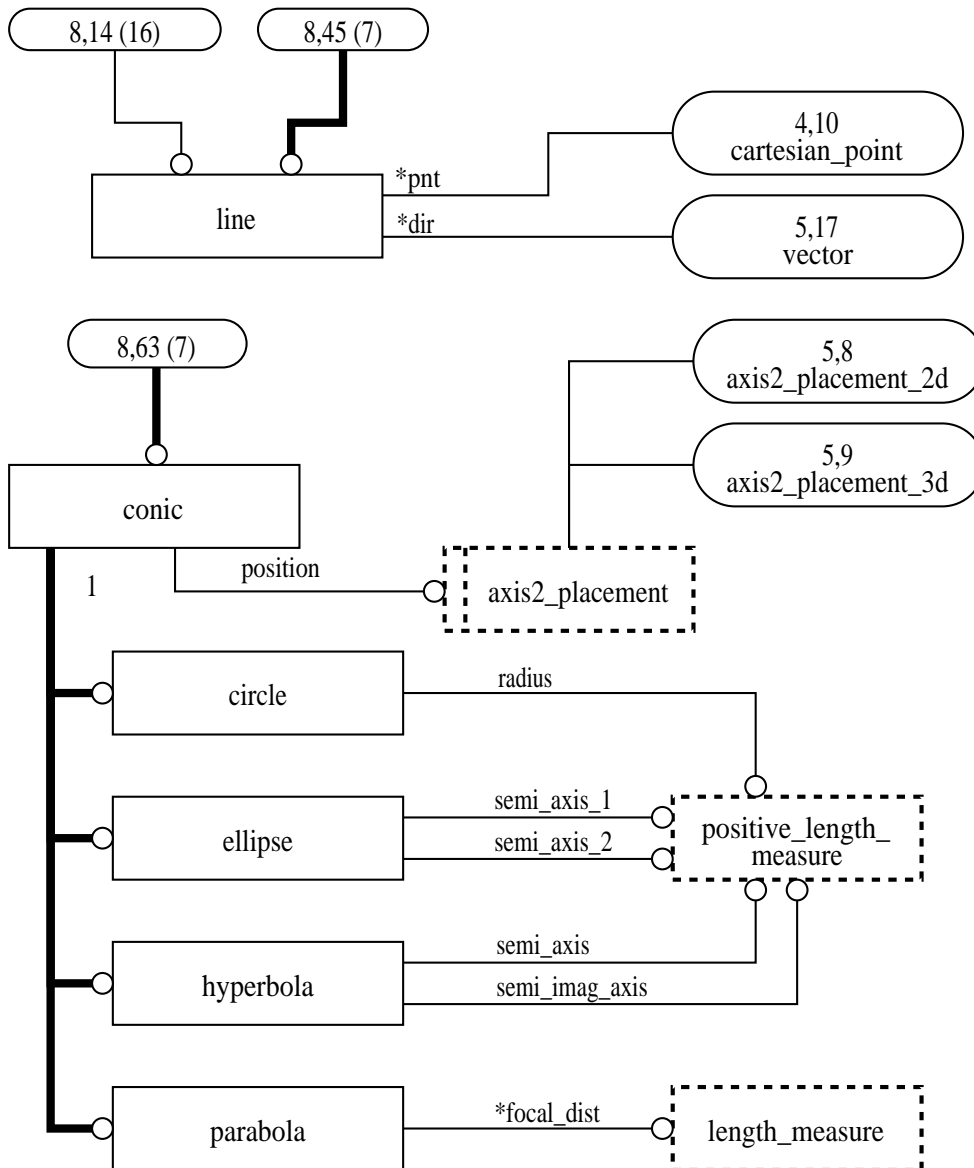 8,14 (16)
8,45 (7)
4,10
cartesian_point
*pnt
line
*dir
5,17
vector
8,63 (7)
5,8
axis2_placement_2d
5,9
axis2_placement_3d
conic
1
position
axis2_placement
circle
radius
ellipse
semi_axis_1
semi_axis_2
positive_length_
measure
hyperbola
semi_axis
semi_imag_axis
parabola
*focal_dist
length_measure